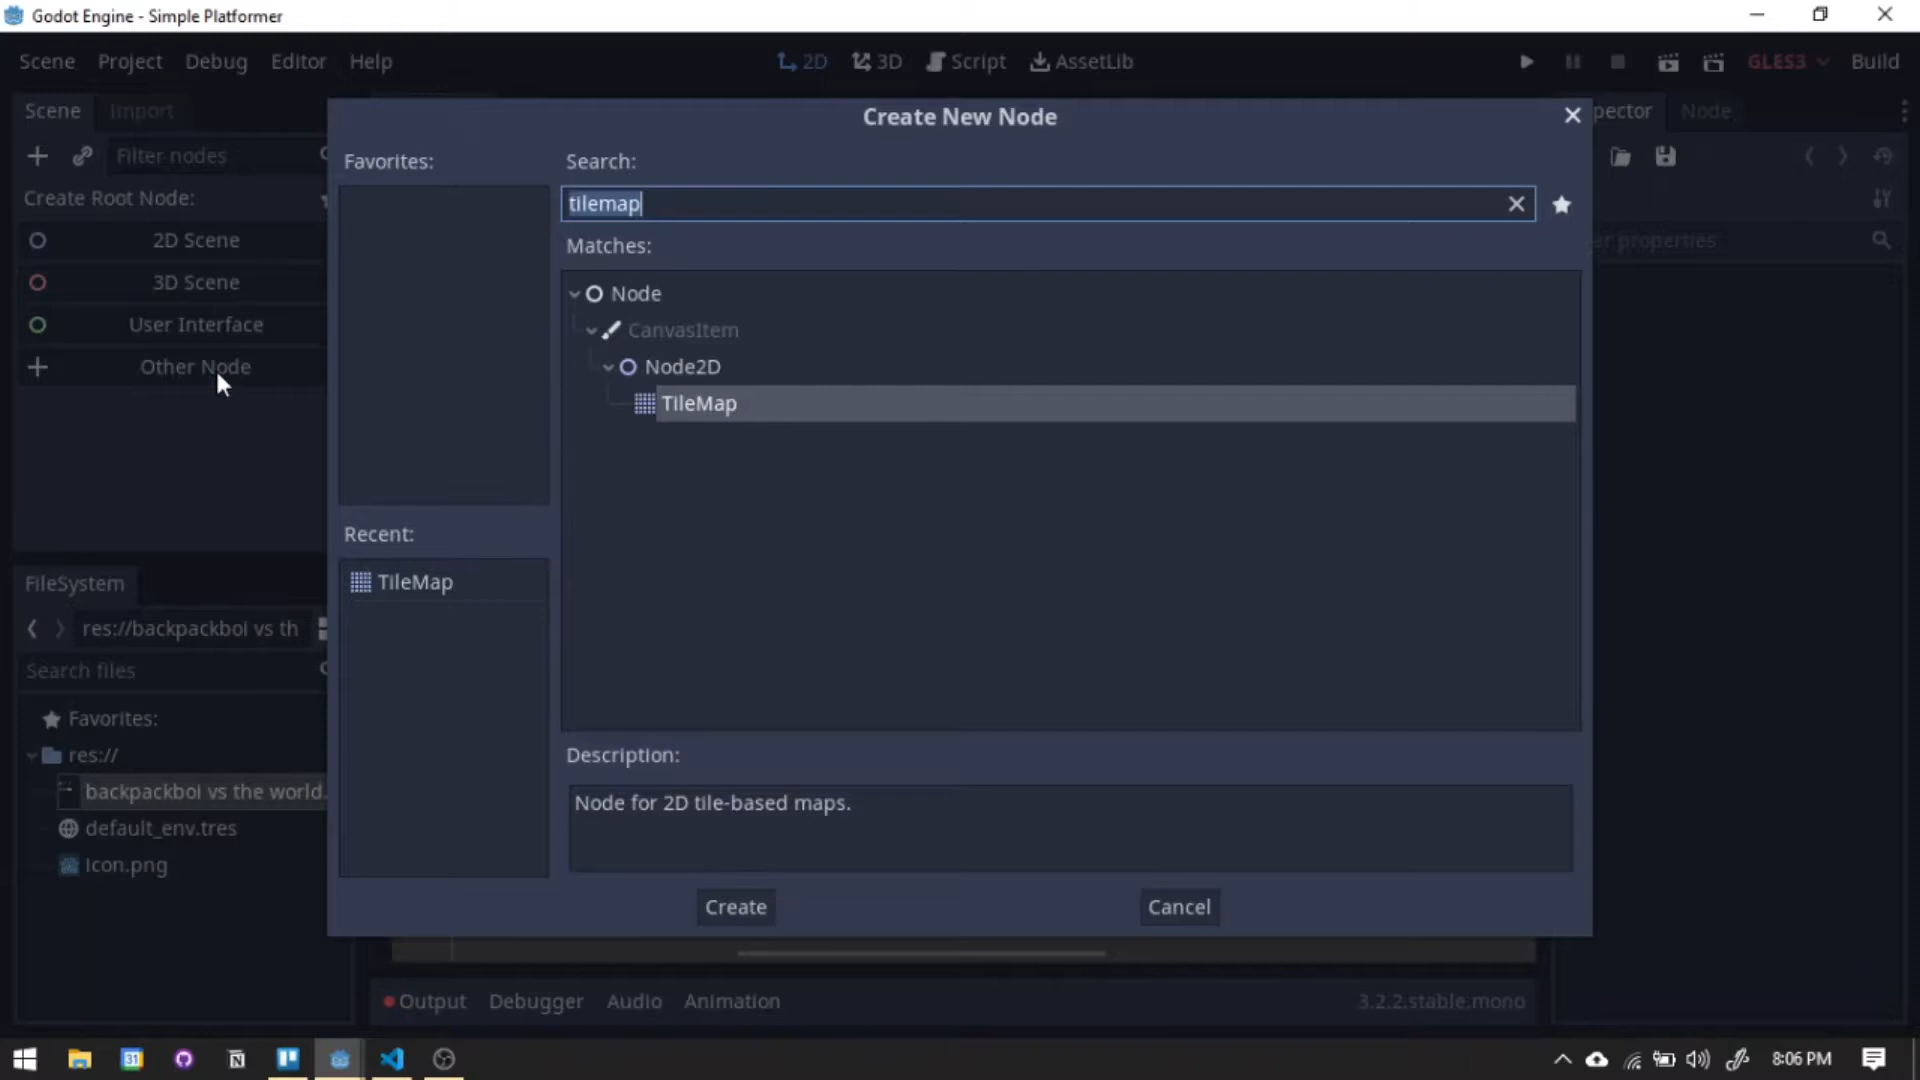 Godot Engine - Simple Platformer
Scene Project Debug Editor Help 2D 3D Script AssetLib GLES3 Build
Scene Import Create New Node pector Node
Filter nodes Favorites: Search:
Create Root Node: tilemap
2D Scene Matches: er properties
3D Scene Node
User Interface CanvasItem
Other Node Node2D
TileMap
Recent:
FileSystem TileMap
res://backpackboi vs th
Search files
Favorites:
res:// Description:
backpackboi vs the world. Node for 2D tile-based maps.
default_env.tres
icon.png
Create Cancel
Output Debugger Audio Animation 3.2.2.stable.mono
31 8:06 PM